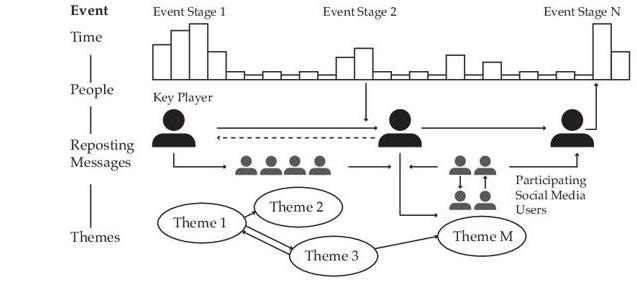 Event
Event Stage 1
Event Stage 2
Event Stage N
Time
People
Key Player
Reposting
Messages
Participating
Social Media
Users
Theme 1
Theme 2
Theme 3
Theme M
Themes